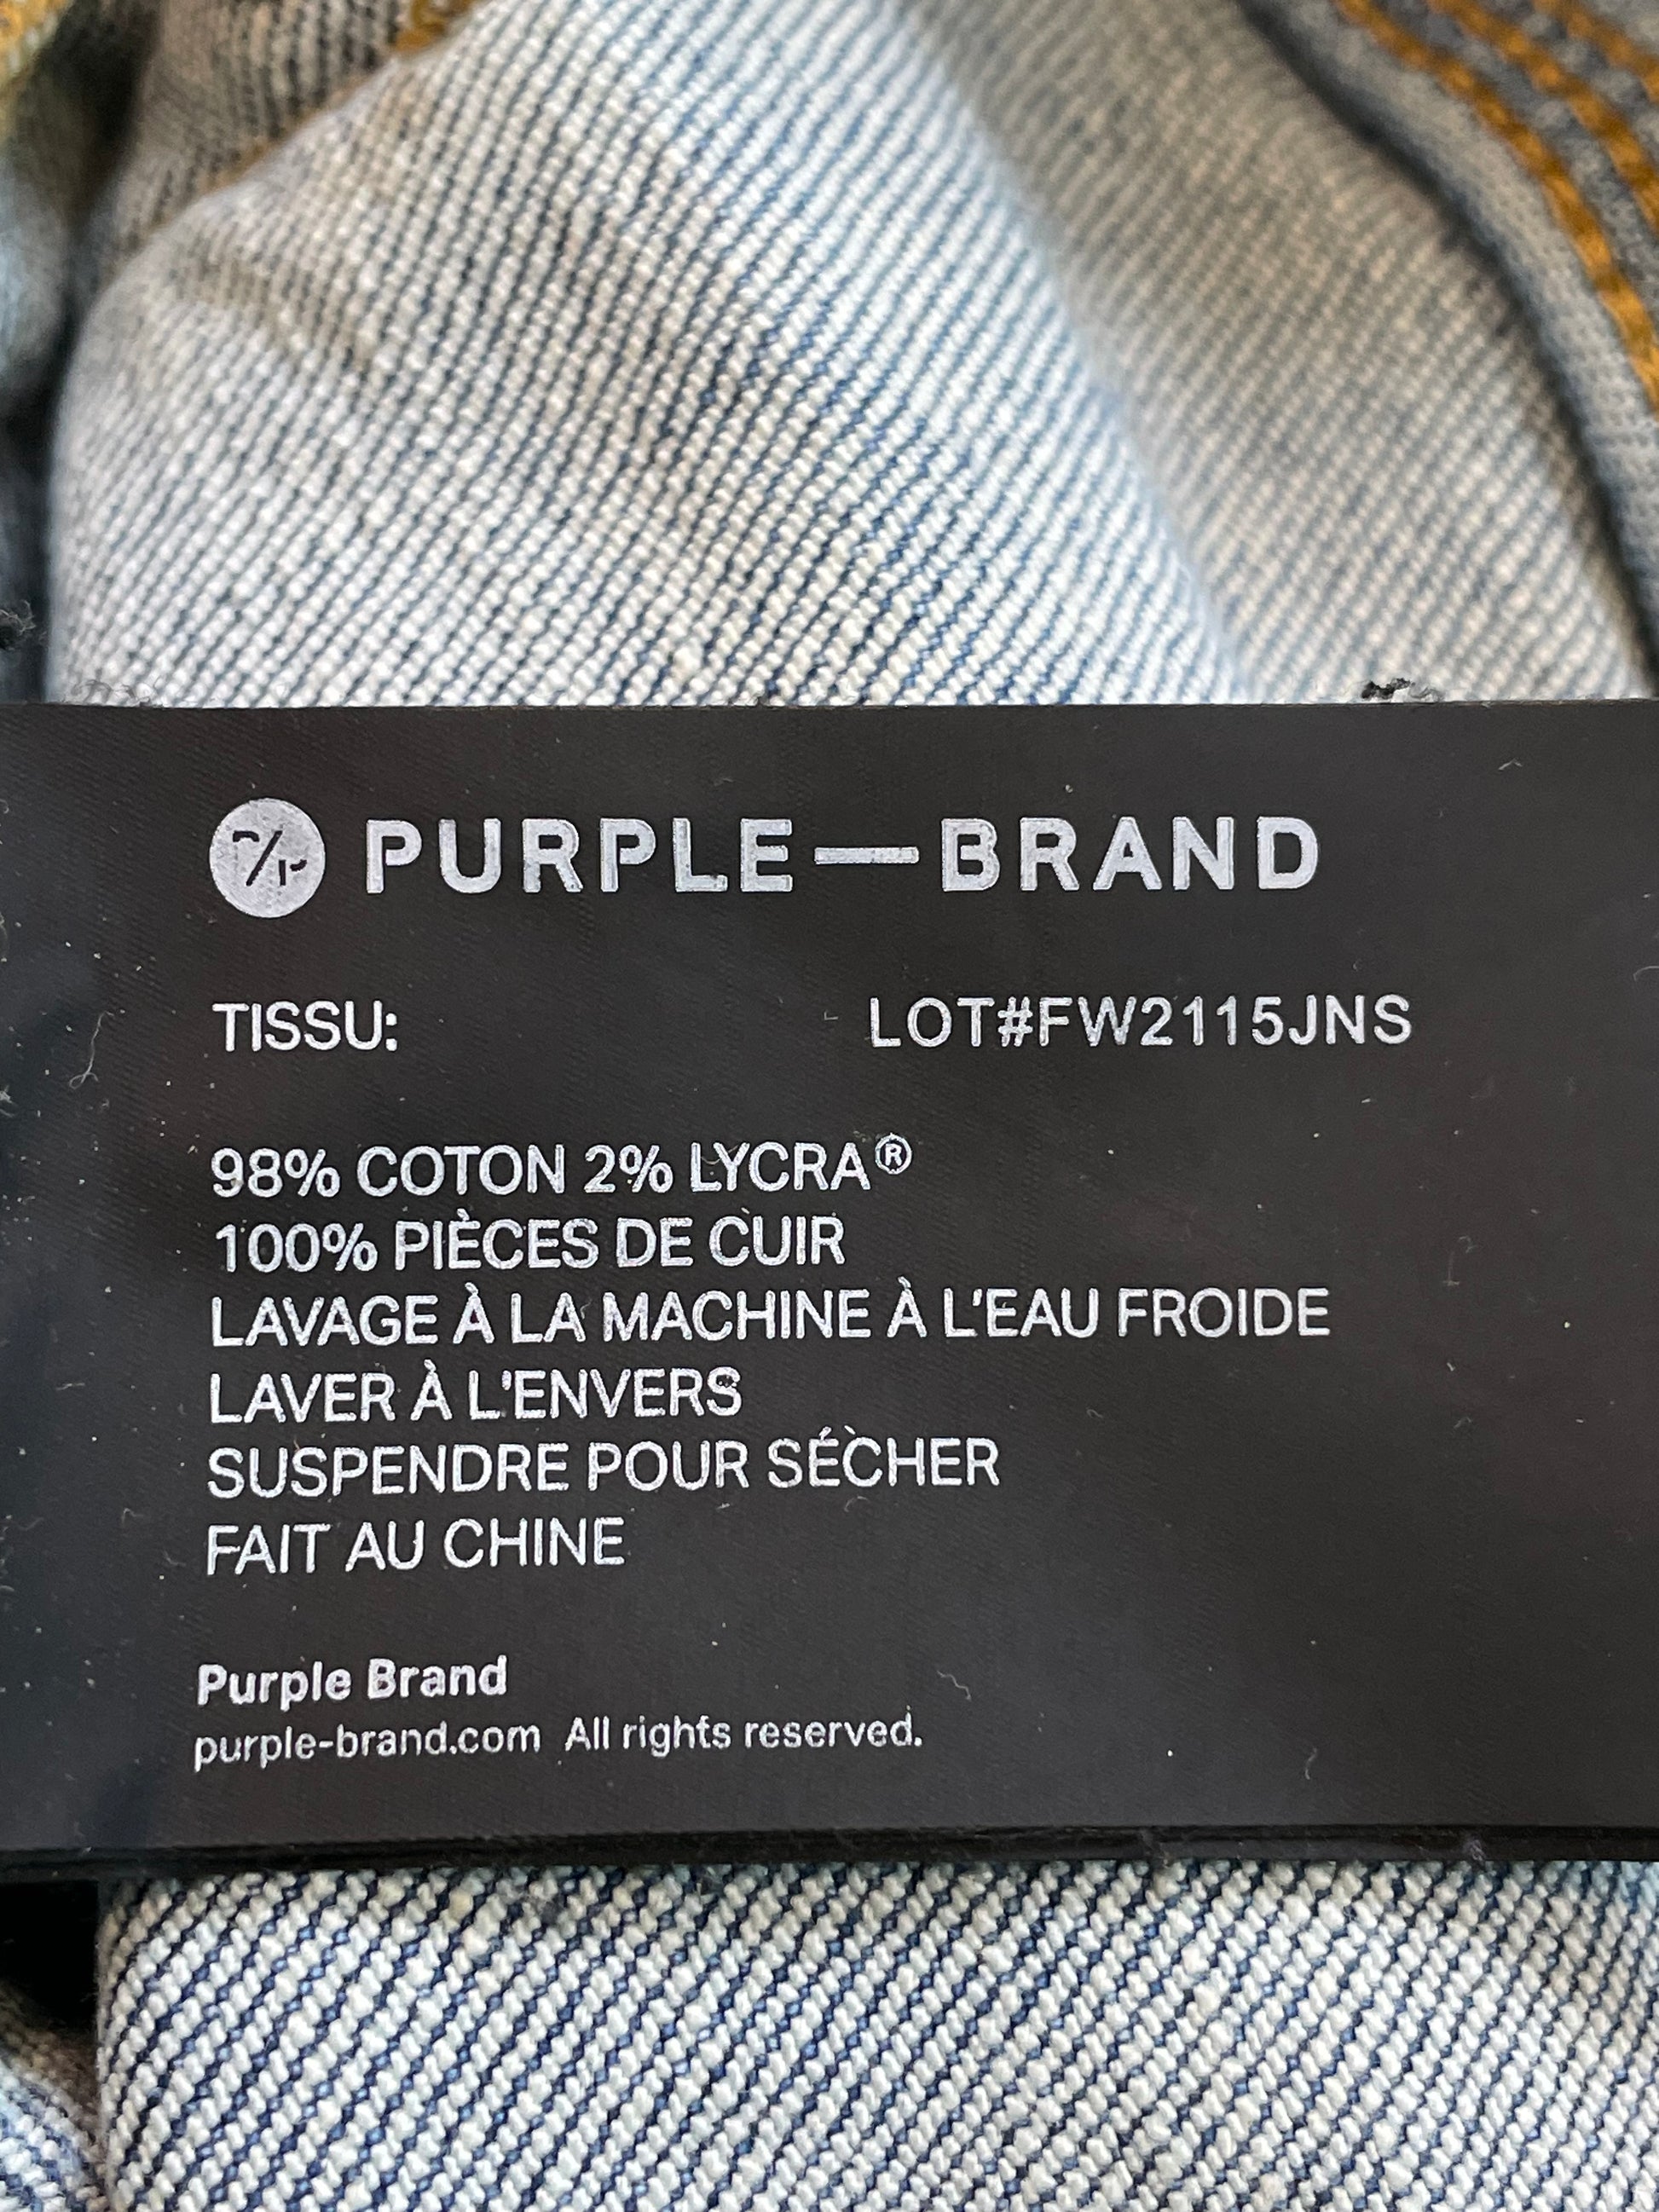 PURPLE—BRAND
TISSU: LOT#FW2115JNS
98% COTON 2% LYCRA®
100% PIÈCES DE CUIR
LAVAGE À LA MACHINE À L'EAU FROIDE
LAVER À L'ENVERS
SUSPENDRE POUR SÉCHER
FAIT AU CHINE
Purple Brand
purple-brand.com All rights reserved.